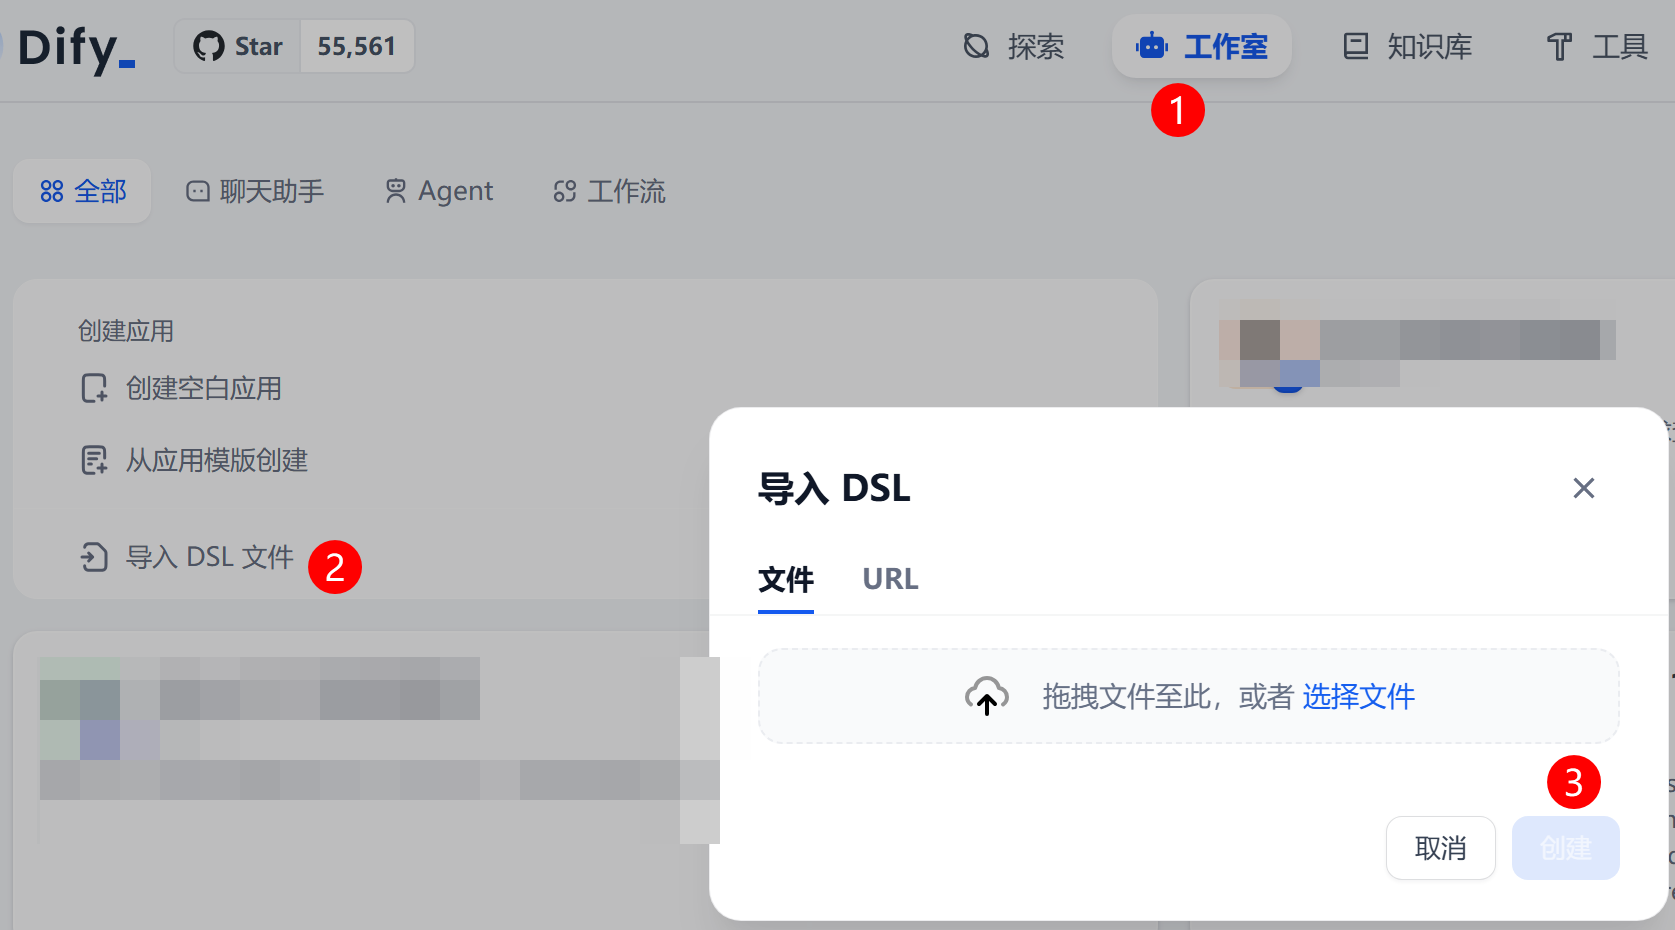 Dify_
Star 55,561
探索 工作室 知识库 工具
1
全部 聊天助手 Agent 工作流
创建应用
创建空白应用
从应用模版创建
导入 DSL 文件 2
导入 DSL
文件 URL
拖拽文件至此，或者 选择文件
3
取消 创建